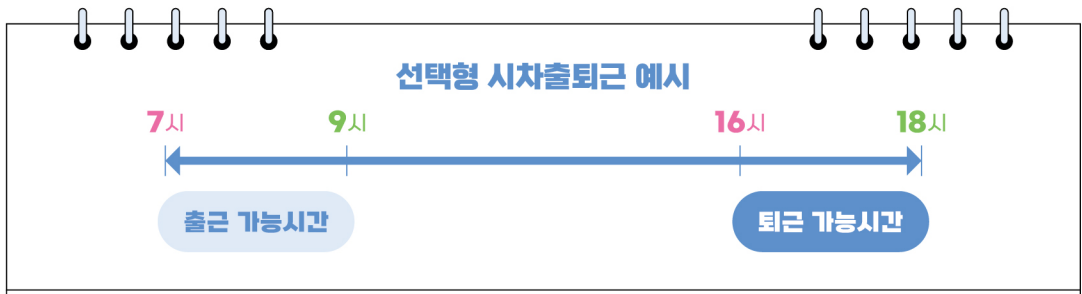 선택형 시차출퇴근 예시
7시 9시 16시 18시
출근 가능시간 퇴근 가능시간